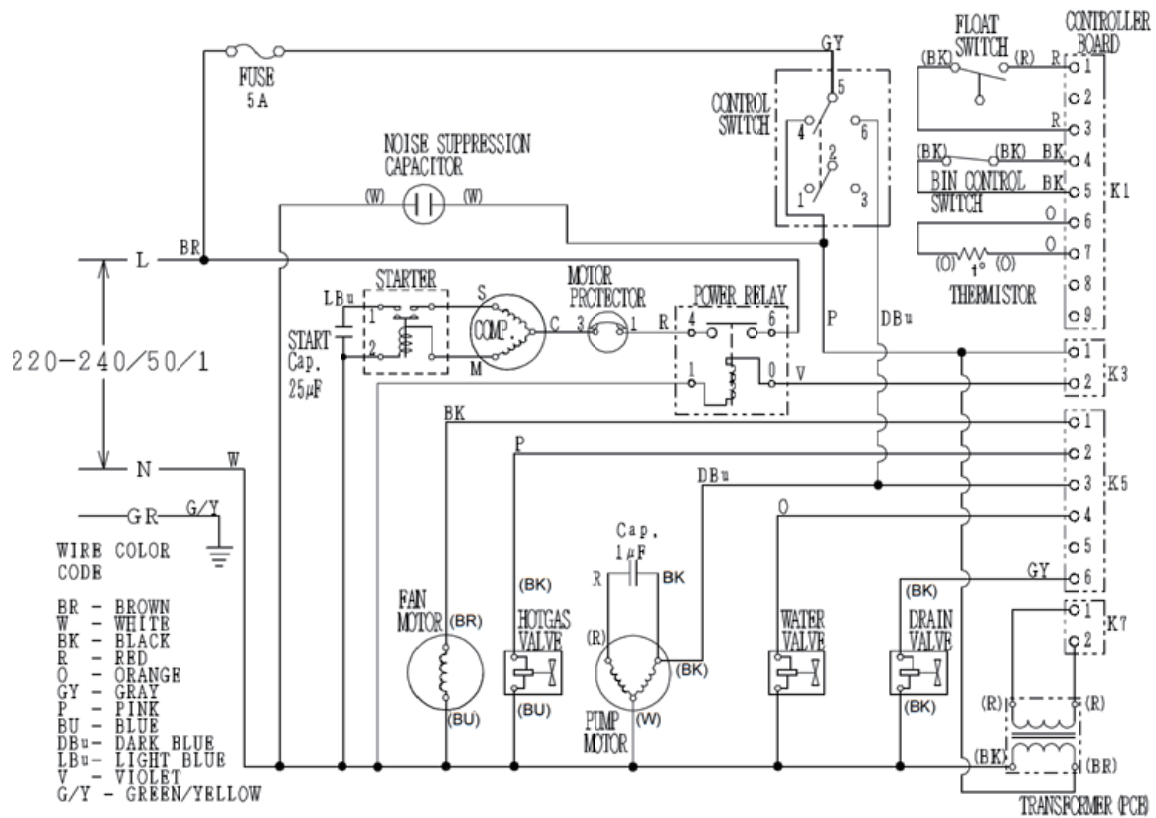 FUSE
5A
GY
CONTROL
SWITCH
5
4
6
2
1
3
FLOAT
SWITCH
CONTROLLER
BOARD
(BK)
(R)
R
1
2
R
3
(BK)
(BK)
BK
4
BIN CONTROL
SWITCH
BK
5
K1
O
6
O
7
(O)
t°
(O)
THERMISTOR
8
9
NOISE SUPPRESSION
CAPACITOR
(W)
(W)
BR
L
220-240/50/1
N
W
GR
G/Y
STARTER
LBu
1
2
START
Cap.
25µF
S
COMP.
M
C
MOTOR
PROTECTOR
3
1
R
POWER RELAY
4
6
1
0
V
P
DBu
1
2
K3
BK
1
P
2
DBu
3
K5
O
4
5
GY
6
1
K7
2
WIRE COLOR
CODE
BR - BROWN
W - WHITE
BK - BLACK
R - RED
O - ORANGE
GY - GRAY
P - PINK
BU - BLUE
DBu- DARK BLUE
LBu- LIGHT BLUE
V - VIOLET
G/Y - GREEN/YELLOW
FAN
MOTOR
(BR)
(BU)
(BK)
HOTGAS
VALVE
(BU)
Cap.
1µF
R
BK
(R)
(BK)
PUMP
MOTOR
(W)
WATER
VALVE
(BK)
DRAIN
VALVE
(BK)
(R)
(R)
(BK)
(BR)
TRANSFORMER (PCB)